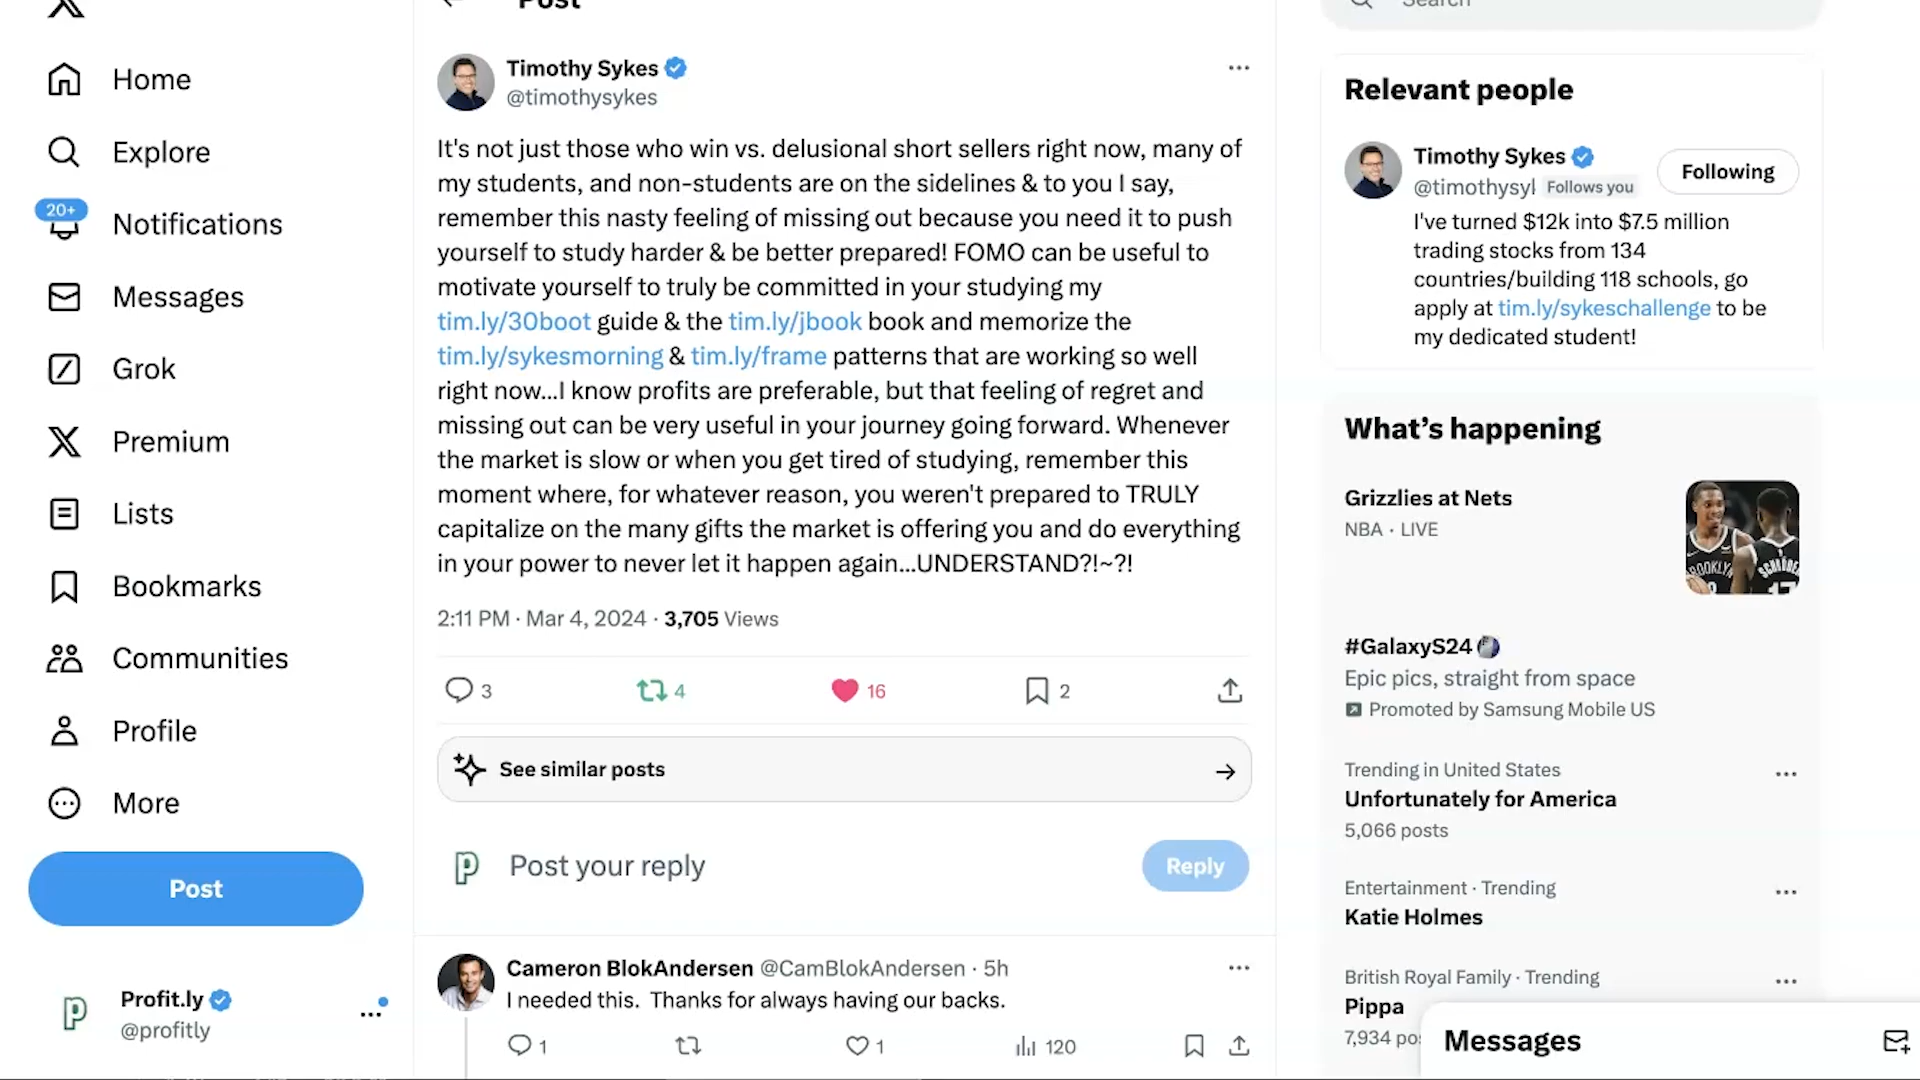 Post
Search
Home
Explore
20+
Notifications
Messages
Grok
Premium
Lists
Bookmarks
Communities
Profile
More
Post
Profit.ly
@profitly
Timothy Sykes
@timothysykes
It's not just those who win vs. delusional short sellers right now, many of
my students, and non-students are on the sidelines & to you I say,
remember this nasty feeling of missing out because you need it to push
yourself to study harder & be better prepared! FOMO can be useful to
motivate yourself to truly be committed in your studying my
tim.ly/30boot guide & the tim.ly/jbook book and memorize the
tim.ly/sykesmorning & tim.ly/frame patterns that are working so well
right now...I know profits are preferable, but that feeling of regret and
missing out can be very useful in your journey going forward. Whenever
the market is slow or when you get tired of studying, remember this
moment where, for whatever reason, you weren't prepared to TRULY
capitalize on the many gifts the market is offering you and do everything
in your power to never let it happen again...UNDERSTAND?!~?!
2:11 PM · Mar 4, 2024 · 3,705 Views
3 4 16 2
See similar posts
Post your reply
Reply
Cameron BlokAndersen @CamBlokAndersen · 5h
I needed this. Thanks for always having our backs.
1 1 120
Relevant people
Timothy Sykes
@timothysyl Follows you
Following
I've turned $12k into $7.5 million
trading stocks from 134
countries/building 118 schools, go
apply at tim.ly/sykeschallenge to be
my dedicated student!
What's happening
Grizzlies at Nets
NBA · LIVE
#GalaxyS24
Epic pics, straight from space
Promoted by Samsung Mobile US
Trending in United States
Unfortunately for America
5,066 posts
Entertainment · Trending
Katie Holmes
British Royal Family · Trending
Pippa
7,934 po
Messages